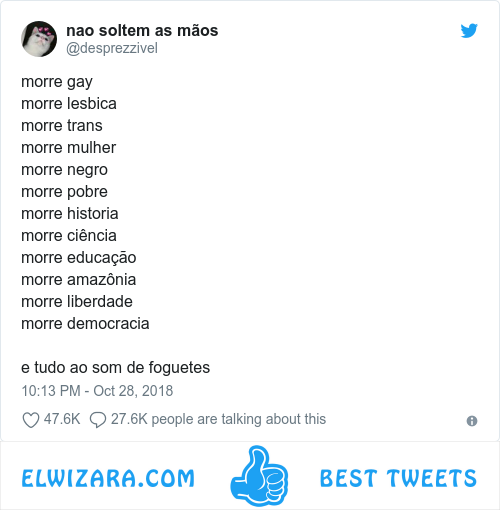 nao soltem as mãos
@desprezzivel
morre gay
morre lesbica
morre trans
morre mulher
morre negro
morre pobre
morre historia
morre ciência
morre educação
morre amazônia
morre liberdade
morre democracia
e tudo ao som de foguetes
10:13 PM - Oct 28, 2018
47.6K 27.6K people are talking about this
ELWIZARA.COM BEST TWEETS